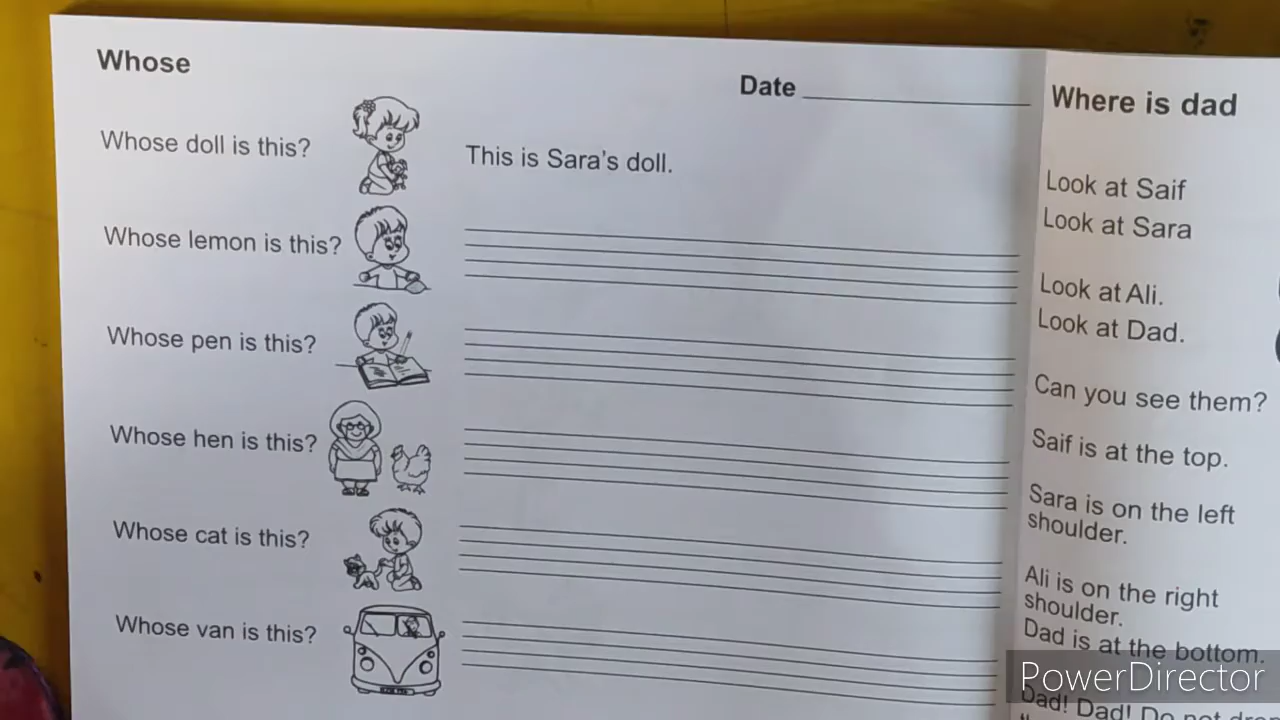 Whose
Date
Whose doll is this?
This is Sara's doll.
Whose lemon is this?
Whose pen is this?
Whose hen is this?
Whose cat is this?
Whose van is this?
Where is dad
Look at Saif
Look at Sara
Look at Ali.
Look at Dad.
Can you see them?
Saif is at the top.
Sara is on the left
shoulder.
Ali is on the right
shoulder.
Dad is at the bottom.
Dad! Dad! Do not
PowerDirector